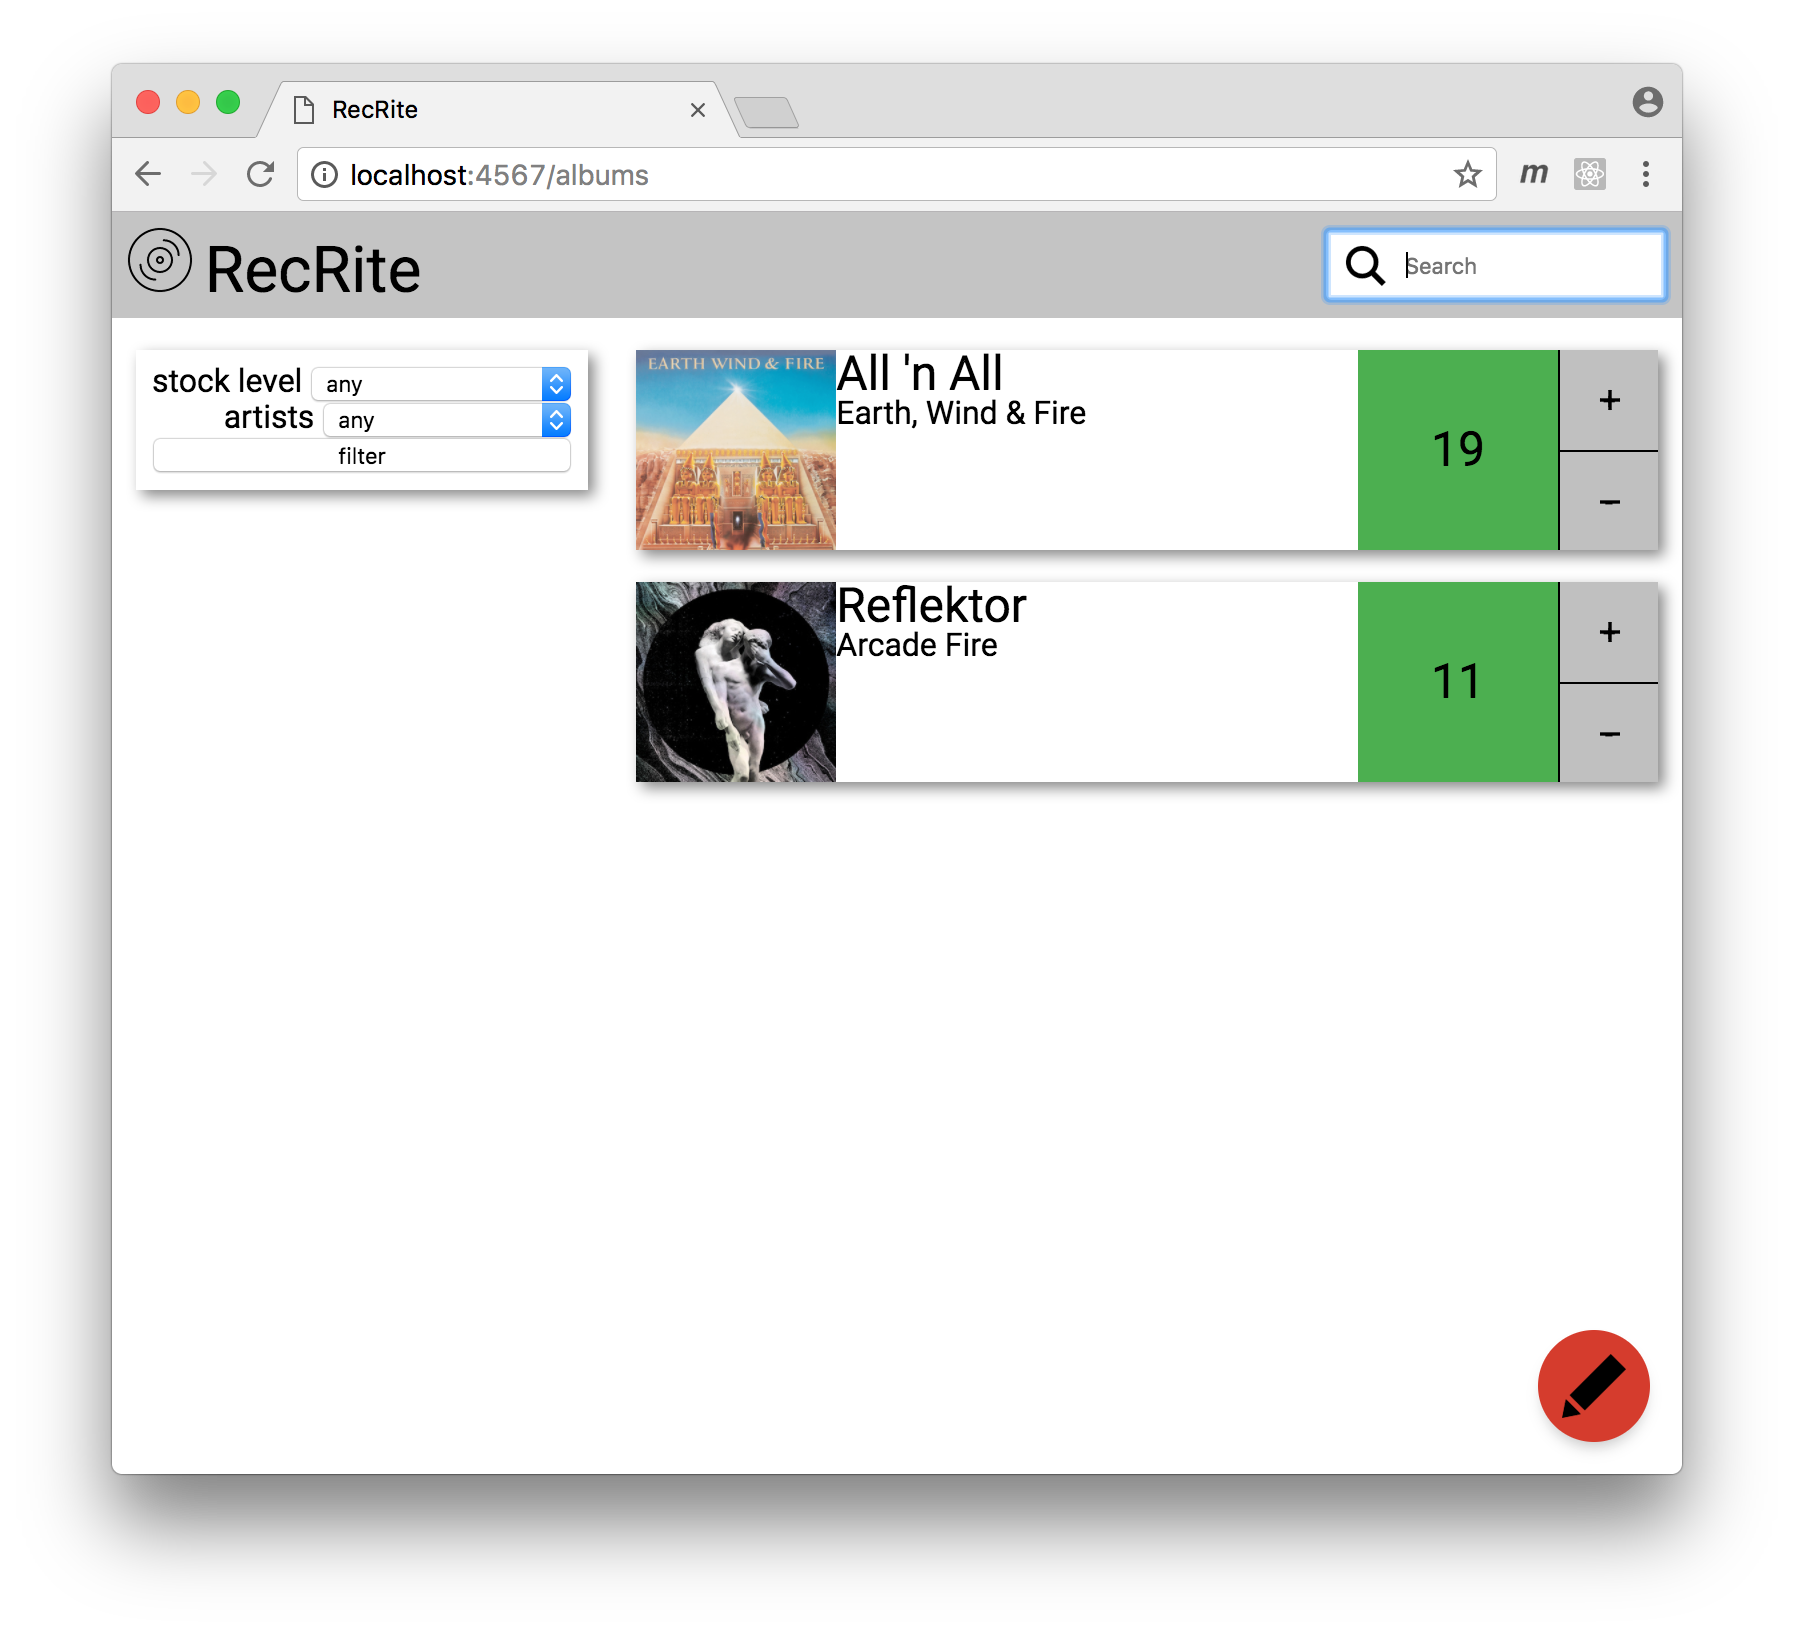 RecRite
localhost:4567/albums
m
RecRite
Search
stock level any
artists any
filter
EARTH WIND & FIRE
All 'n All
Earth, Wind & Fire
19
+
−
Reflektor
Arcade Fire
11
+
−